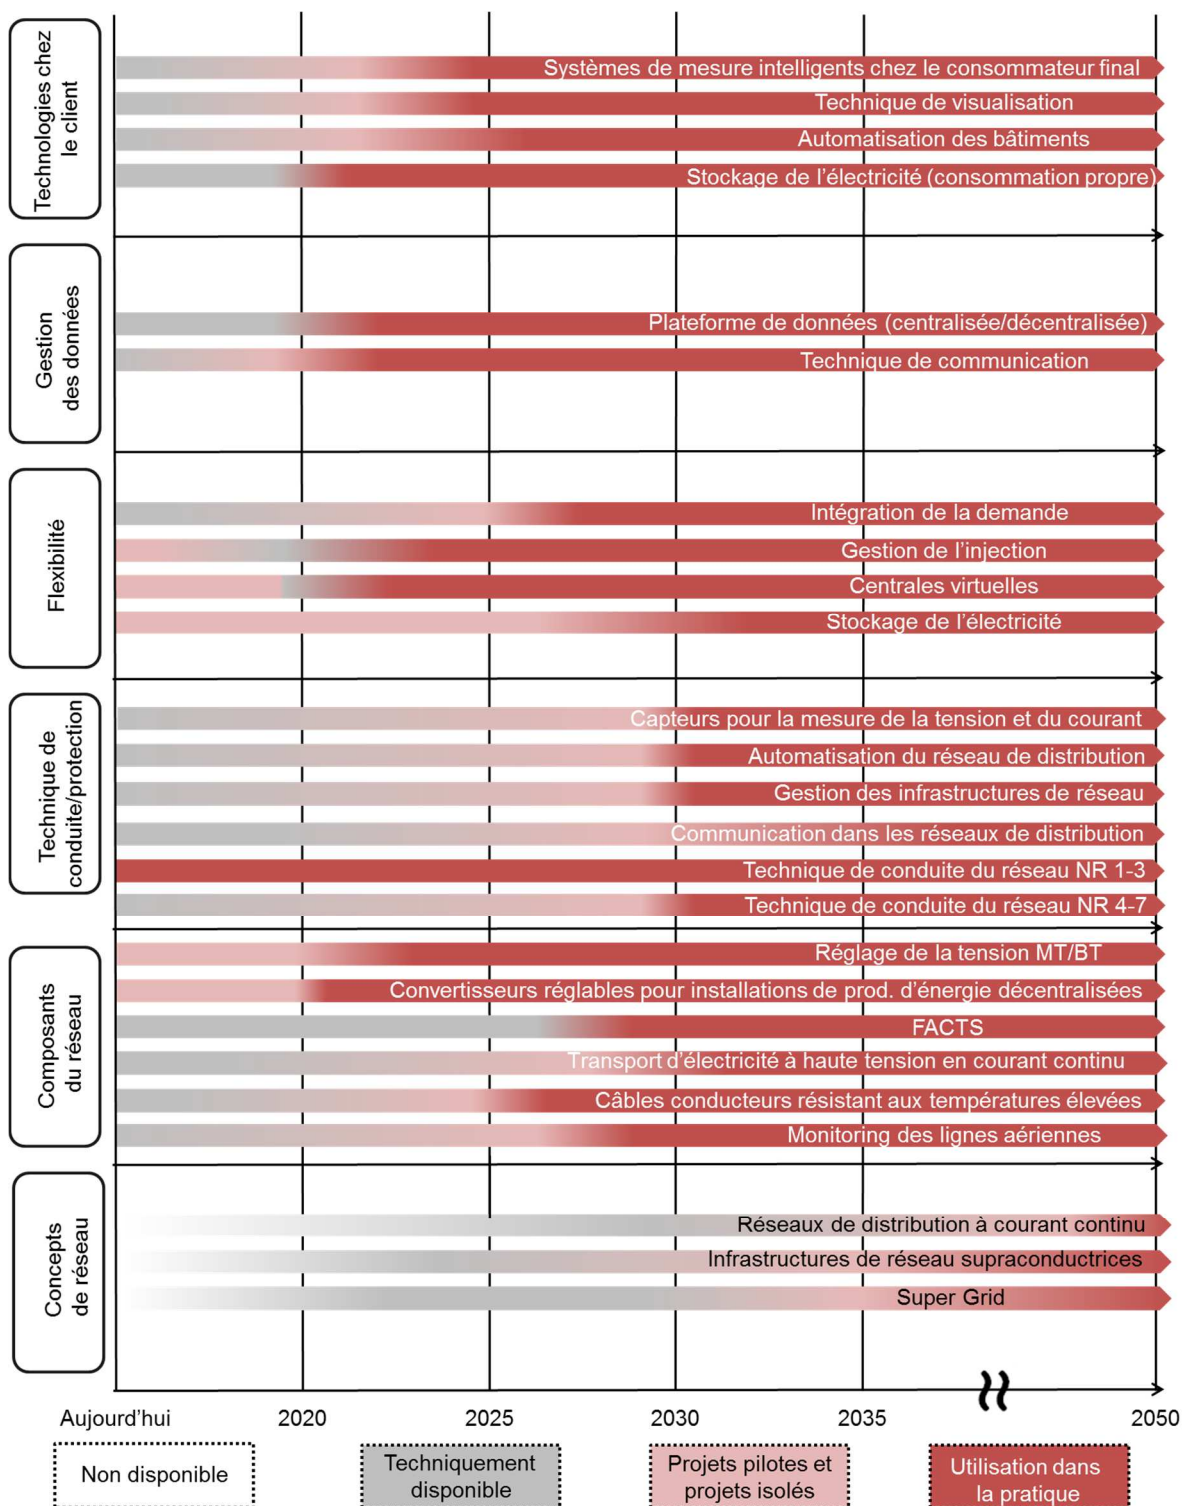 Technologies chez
le client
Systèmes de mesure intelligents chez le consommateur final
Technique de visualisation
Automatisation des bâtiments
Stockage de l'électricité (consommation propre)
Gestion
des données
Plateforme de données (centralisée/décentralisée)
Technique de communication
Flexibilité
Intégration de la demande
Gestion de l'injection
Centrales virtuelles
Stockage de l'électricité
Technique de
conduite/protection
Capteurs pour la mesure de la tension et du courant
Automatisation du réseau de distribution
Gestion des infrastructures de réseau
Communication dans les réseaux de distribution
Technique de conduite du réseau NR 1-3
Technique de conduite du réseau NR 4-7
Composants
du réseau
Réglage de la tension MT/BT
Convertisseurs réglables pour installations de prod. d'énergie décentralisées
FACTS
Transport d'électricité à haute tension en courant continu
Câbles conducteurs résistant aux températures élevées
Monitoring des lignes aériennes
Concepts
de réseau
Réseaux de distribution à courant continu
Infrastructures de réseau supraconductrices
Super Grid
Aujourd'hui 2020 2025 2030 2035 2050
Non disponible
Techniquement
disponible
Projets pilotes et
projets isolés
Utilisation dans
la pratique